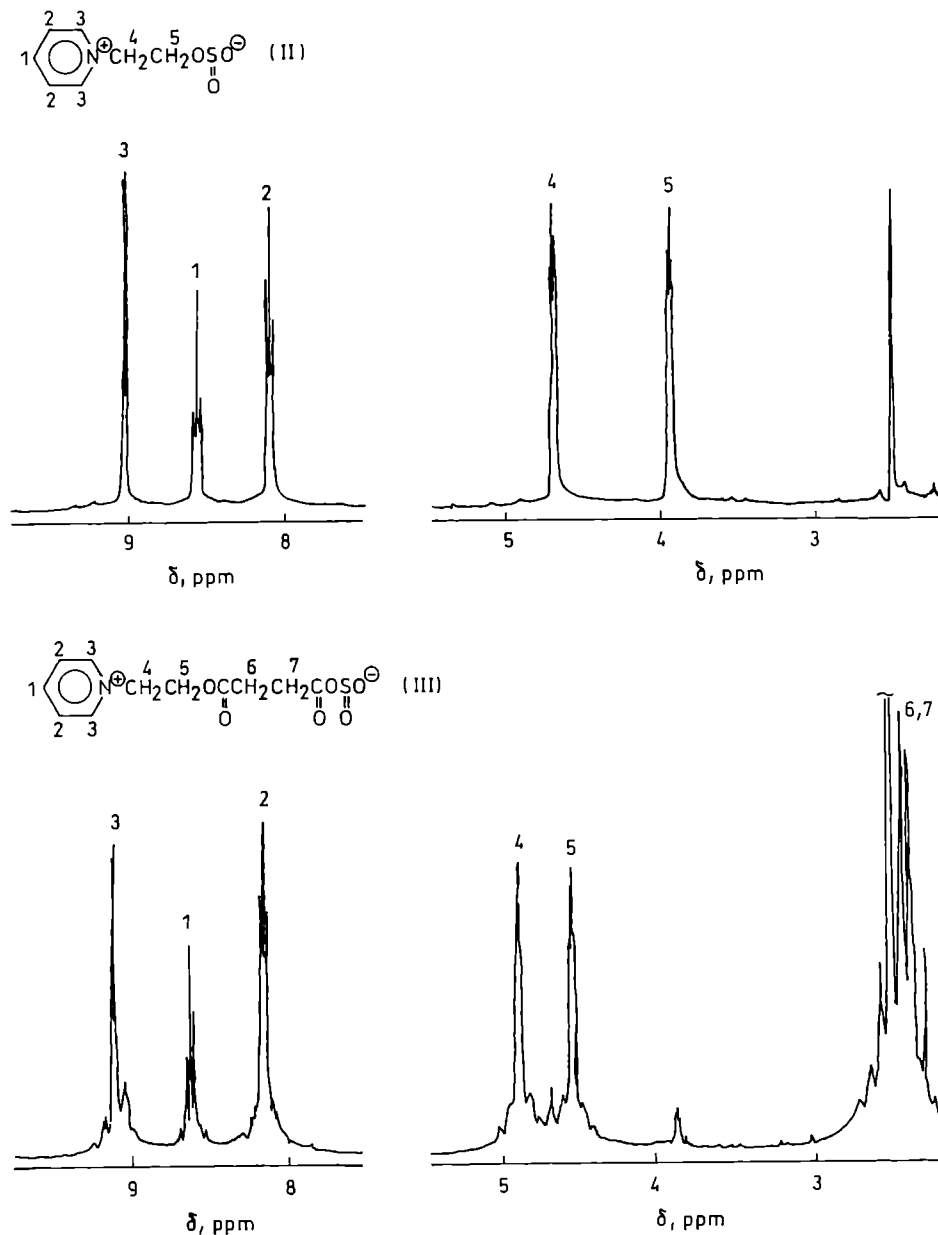 2 3
4 5
1 N⊕ CH2CH2OSO⊖ (II)
O
2 3
3
1
2
4
5
9 8
δ, ppm
5 4 3
δ, ppm
2 3
4 5 6 7
1 N⊕ CH2CH2OCCH2CH2COSO⊖ (III)
O O O
2 3
3
1
2
4
5
6,7
9 8
δ, ppm
5 4 3
δ, ppm